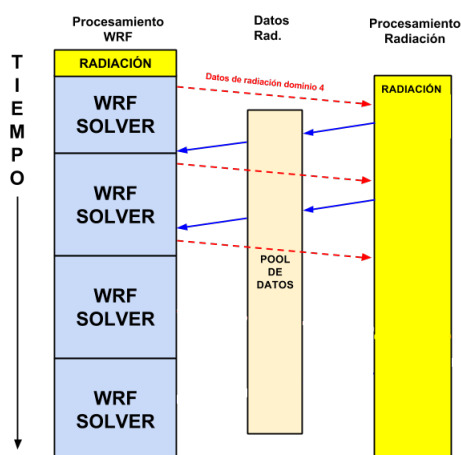 Procesamiento
WRF
Datos
Rad.
Procesamiento
Radiación
TIEMPO
RADIACIÓN
Datos de radiación dominio 4
RADIACIÓN
WRF
SOLVER
WRF
SOLVER
POOL
DE
DATOS
WRF
SOLVER
WRF
SOLVER